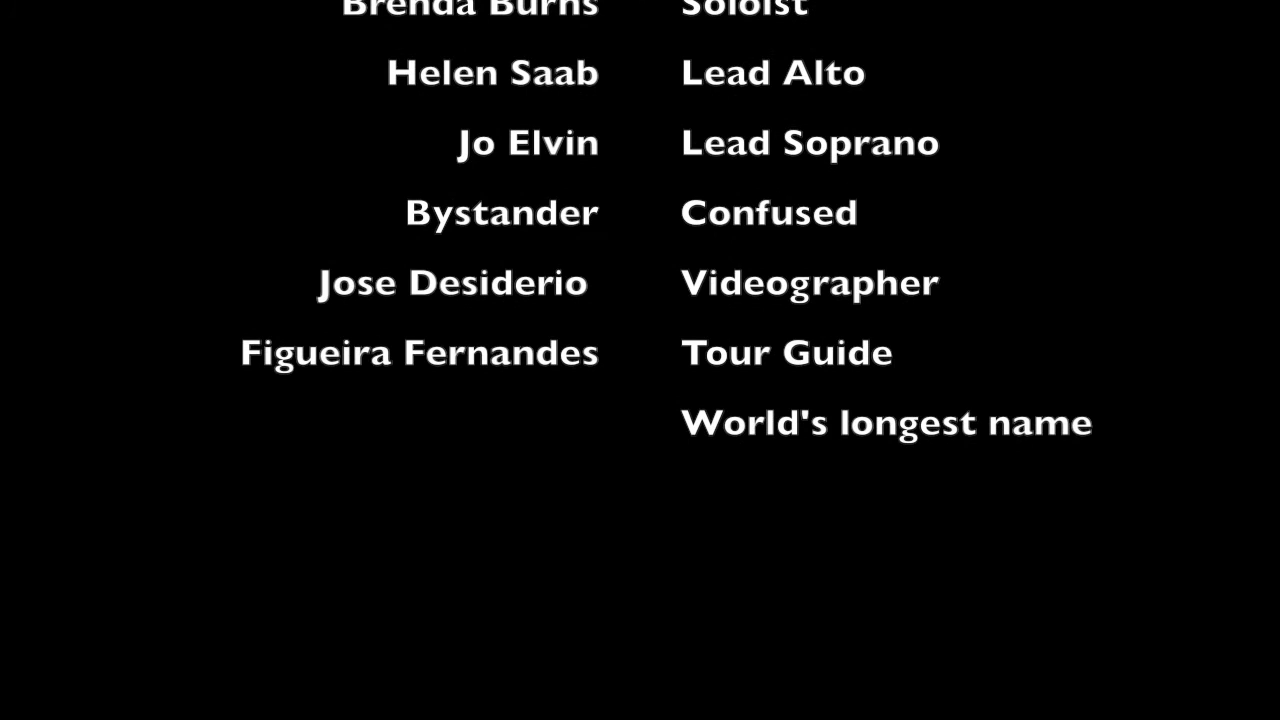 Brenda Burns Soloist
Helen Saab Lead Alto
Jo Elvin Lead Soprano
Bystander Confused
Jose Desiderio Videographer
Figueira Fernandes Tour Guide
World's longest name